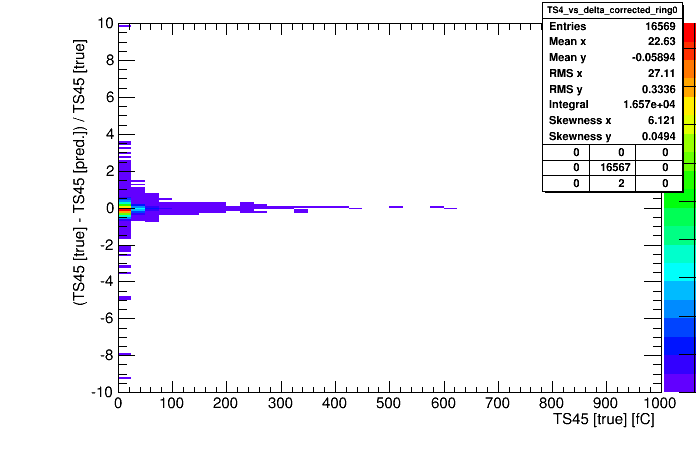 TS4_vs_delta_corrected_ring0
Entries 16569
Mean x 22.63
Mean y -0.05894
RMS x 27.11
RMS y 0.3336
Integral 1.657e+04
Skewness x 6.121
Skewness y 0.0494
0 0 0
0 16567 0
0 2 0
(TS45 [true] - TS45 [pred.]) / TS45 [true]
10
8
6
4
2
0
-2
-4
-6
-8
-10
0 100 200 300 400 500 600 700 800 900 1000
TS45 [true] [fC]